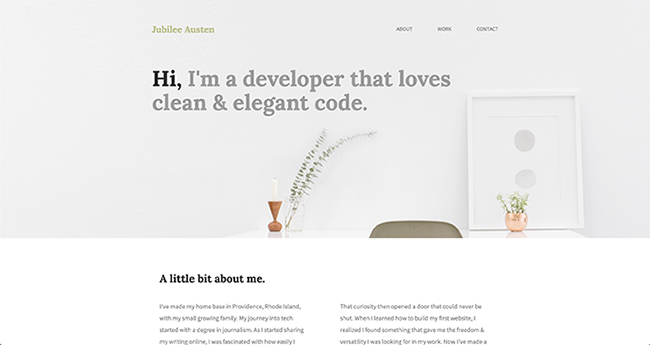 Jubilee Austen
ABOUT WORK CONTACT
Hi, I'm a developer that loves
clean & elegant code.
A little bit about me.
I've made my home base in Providence, Rhode Island,
with my small growing family. My journey into tech
started with a degree in journalism. As I started sharing
my writing online, I was fascinated with how easily I
That curiosity then opened a door that could never be
shut. When I learned how to build my first website, I
realized I found something that gave me the freedom &
versatility I was looking for in my work. Now I've made a